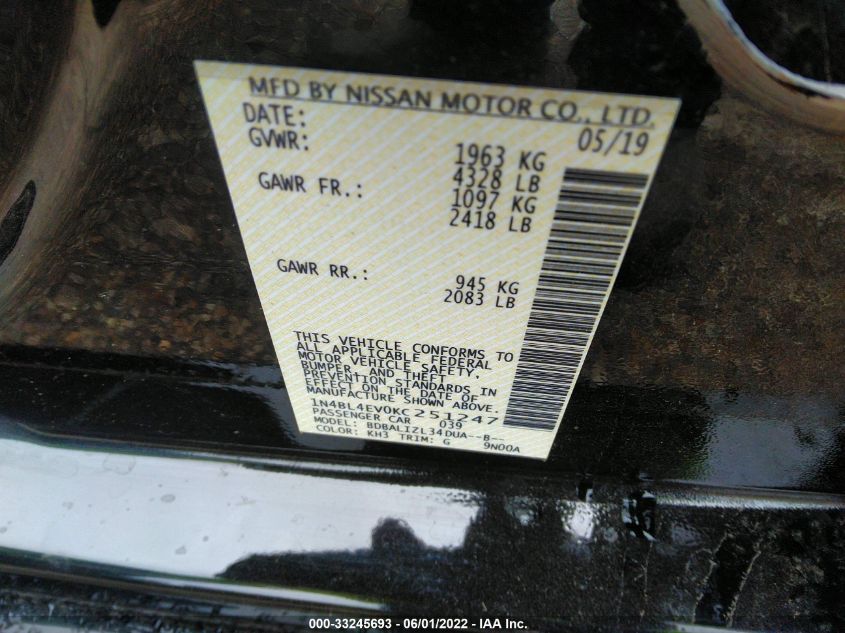 MFD BY NISSAN MOTOR CO., LTD.
DATE: 05/19
GVWR: 1963 KG
4328 LB
GAWR FR.: 1097 KG
2418 LB
GAWR RR.: 945 KG
2083 LB
THIS VEHICLE CONFORMS TO
ALL APPLICABLE FEDERAL
MOTOR VEHICLE SAFETY,
BUMPER, AND THEFT
PREVENTION STANDARDS IN
EFFECT ON THE DATE OF
MANUFACTURE SHOWN ABOVE.
1N4BL4EV0KC251247
PASSENGER CAR 039
MODEL: BDBALIZL34DUA--B--
COLOR: KH3 TRIM: G 9N00A
000-33245693 - 06/01/2022 - IAA Inc.